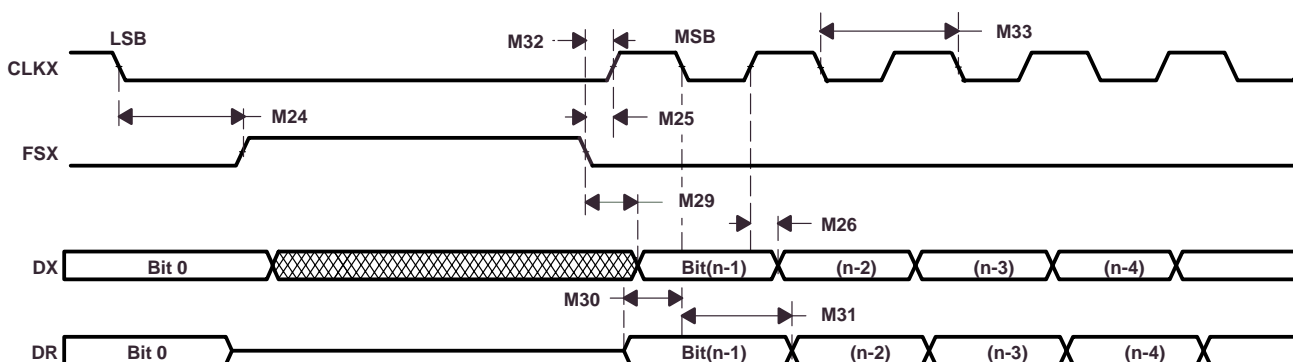 LSB M32 MSB M33
CLKX
M24 M25
FSX
M29
M26
DX Bit 0 Bit(n-1) (n-2) (n-3) (n-4)
M30 M31
DR Bit 0 Bit(n-1) (n-2) (n-3) (n-4)